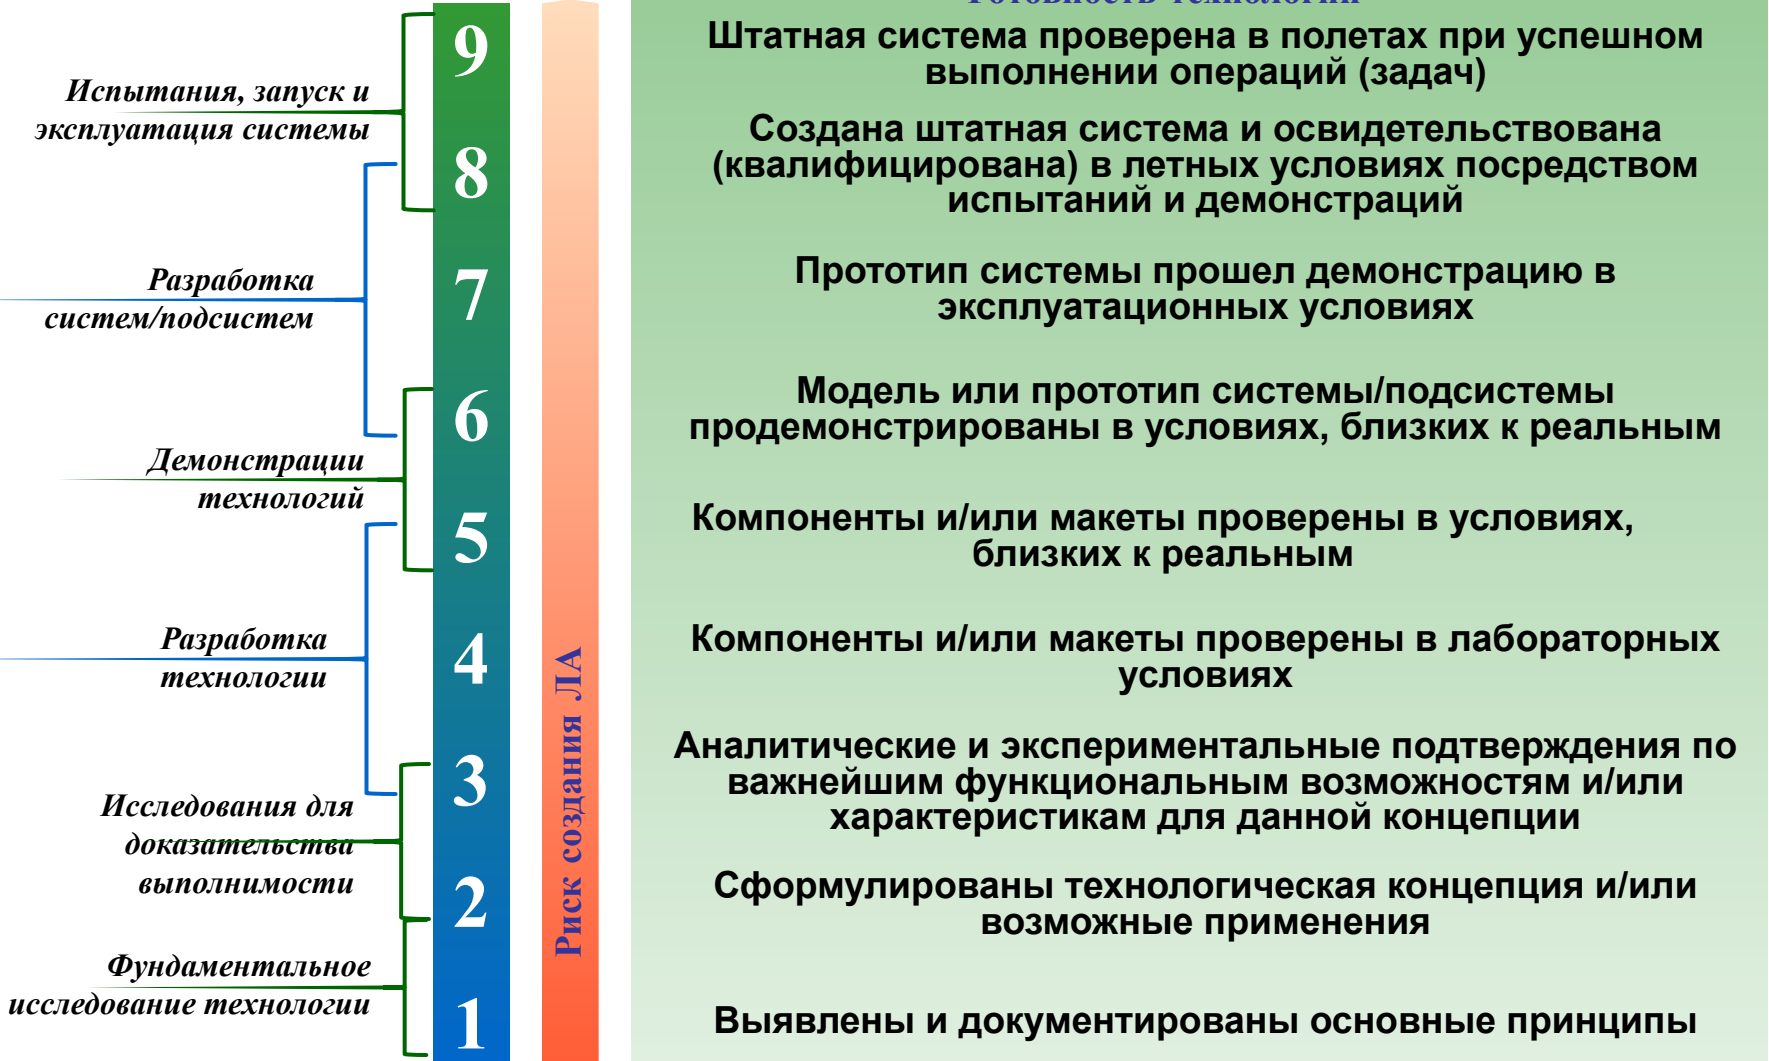 Готовность технологии
9
Штатная система проверена в полетах при успешном
выполнении операций (задач)
Испытания, запуск и
эксплуатация системы
8
Создана штатная система и освидетельствована
(квалифицирована) в летных условиях посредством
испытаний и демонстраций
Разработка
систем/подсистем
7
Прототип системы прошел демонстрацию в
эксплуатационных условиях
6
Модель или прототип системы/подсистемы
продемонстрированы в условиях, близких к реальным
Демонстрации
технологий
5
Компоненты и/или макеты проверены в условиях,
близких к реальным
Разработка
технологии
4
Компоненты и/или макеты проверены в лабораторных
условиях
Риск создания ЛА
3
Аналитические и экспериментальные подтверждения по
важнейшим функциональным возможностям и/или
характеристикам для данной концепции
Исследования для
доказательства
выполнимости
2
Сформулированы технологическая концепция и/или
возможные применения
Фундаментальное
исследование технологии
1
Выявлены и документированы основные принципы